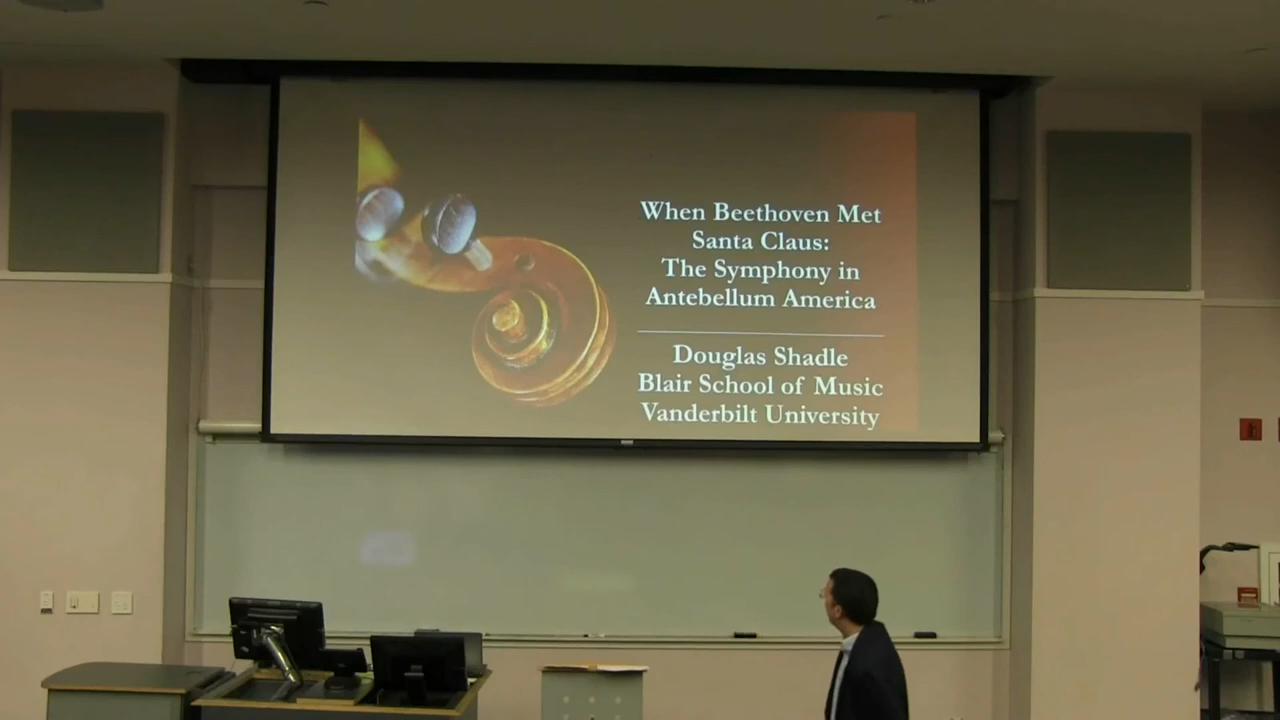 When Beethoven Met
Santa Claus:
The Symphony in
Antebellum America
Douglas Shadle
Blair School of Music
Vanderbilt University